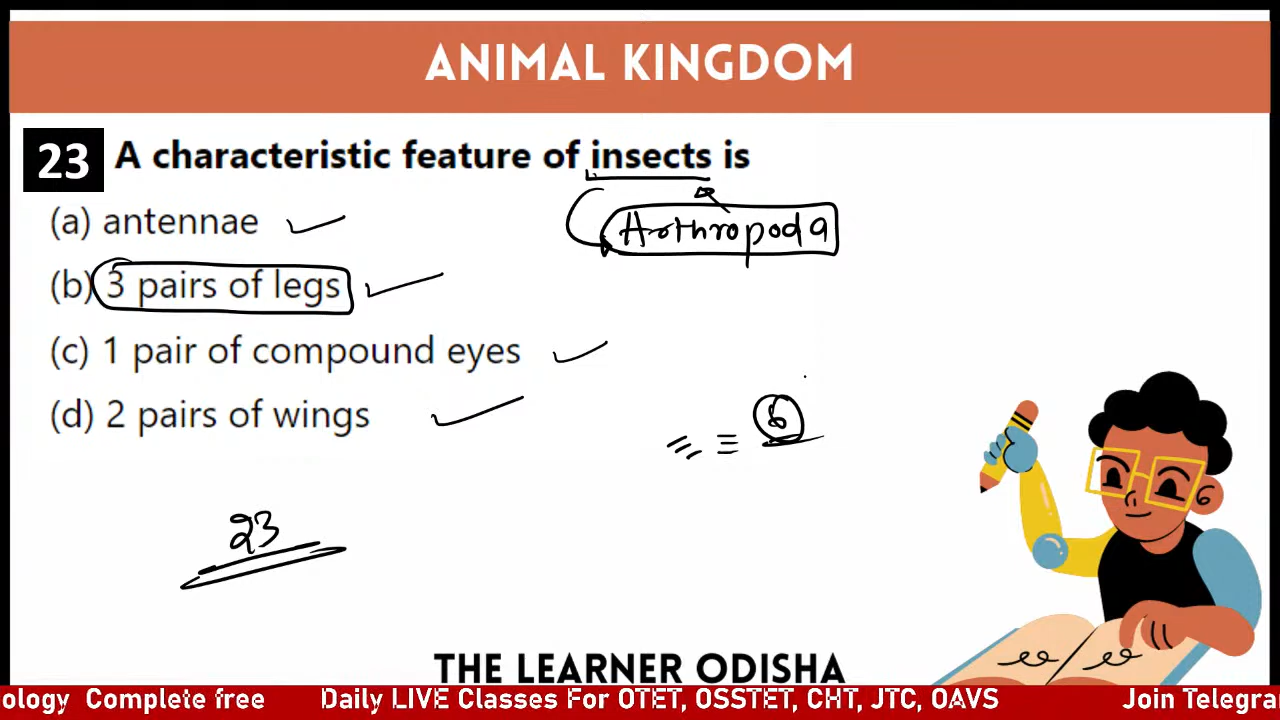 ANIMAL KINGDOM
23 A characteristic feature of insects is
(a) antennae
Arthropoda
(b) 3 pairs of legs
(c) 1 pair of compound eyes
(d) 2 pairs of wings
6
23
THE LEARNER ODISHA
ology Complete free Daily LIVE Classes For OTET, OSSTET, CHT, JTC, OAVS Join Telegra